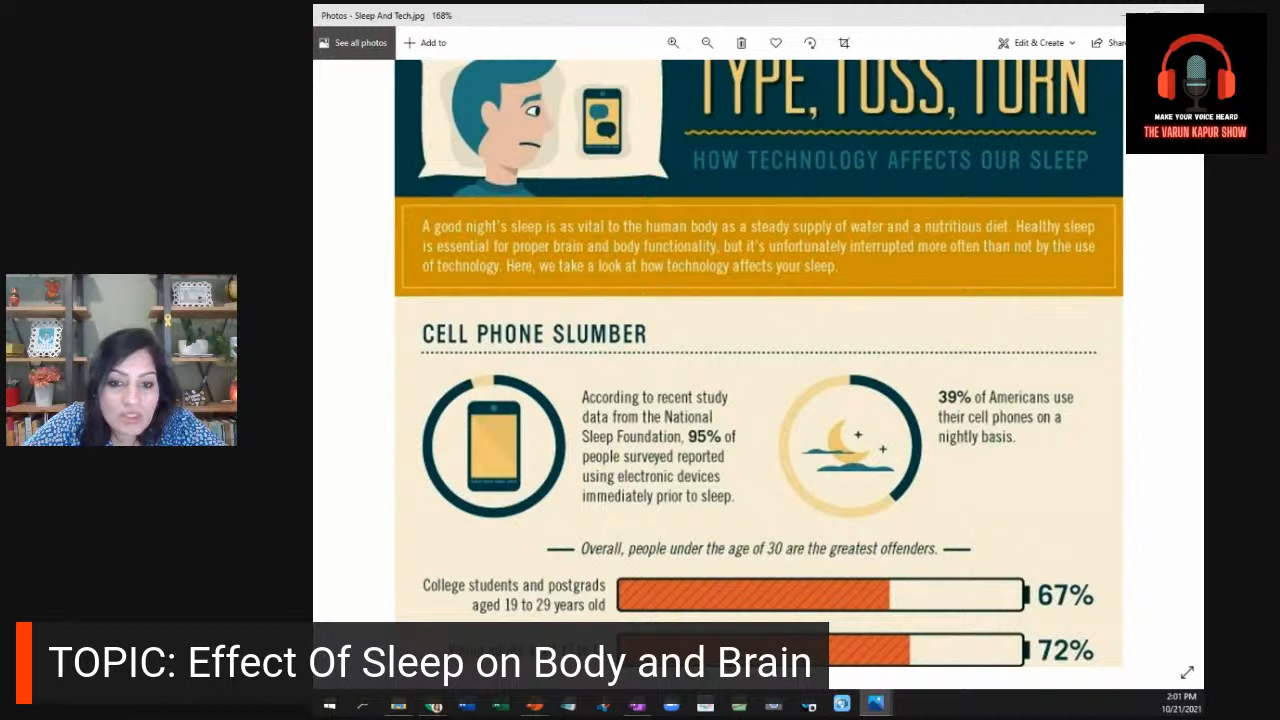 Photos - Sleep And Tech.jpg 168%
See all photos
Add to
Edit & Create
Shar
MAKE YOUR VOICE HEARD
THE VARUN KAPUR SHOW
TYPE, TOSS, TURN
HOW TECHNOLOGY AFFECTS OUR SLEEP
A good night's sleep is as vital to the human body as a steady supply of water and a nutritious diet. Healthy sleep
is essential for proper brain and body functionality, but it's unfortunately interrupted more often than not by the use
of technology. Here, we take a look at how technology affects your sleep.
CELL PHONE SLUMBER
According to recent study
data from the National
Sleep Foundation, 95% of
people surveyed reported
using electronic devices
immediately prior to sleep.
39% of Americans use
their cell phones on a
nightly basis.
Overall, people under the age of 30 are the greatest offenders.
College students and postgrads
aged 19 to 29 years old
67%
72%
TOPIC: Effect Of Sleep on Body and Brain
2:01 PM
10/21/2021